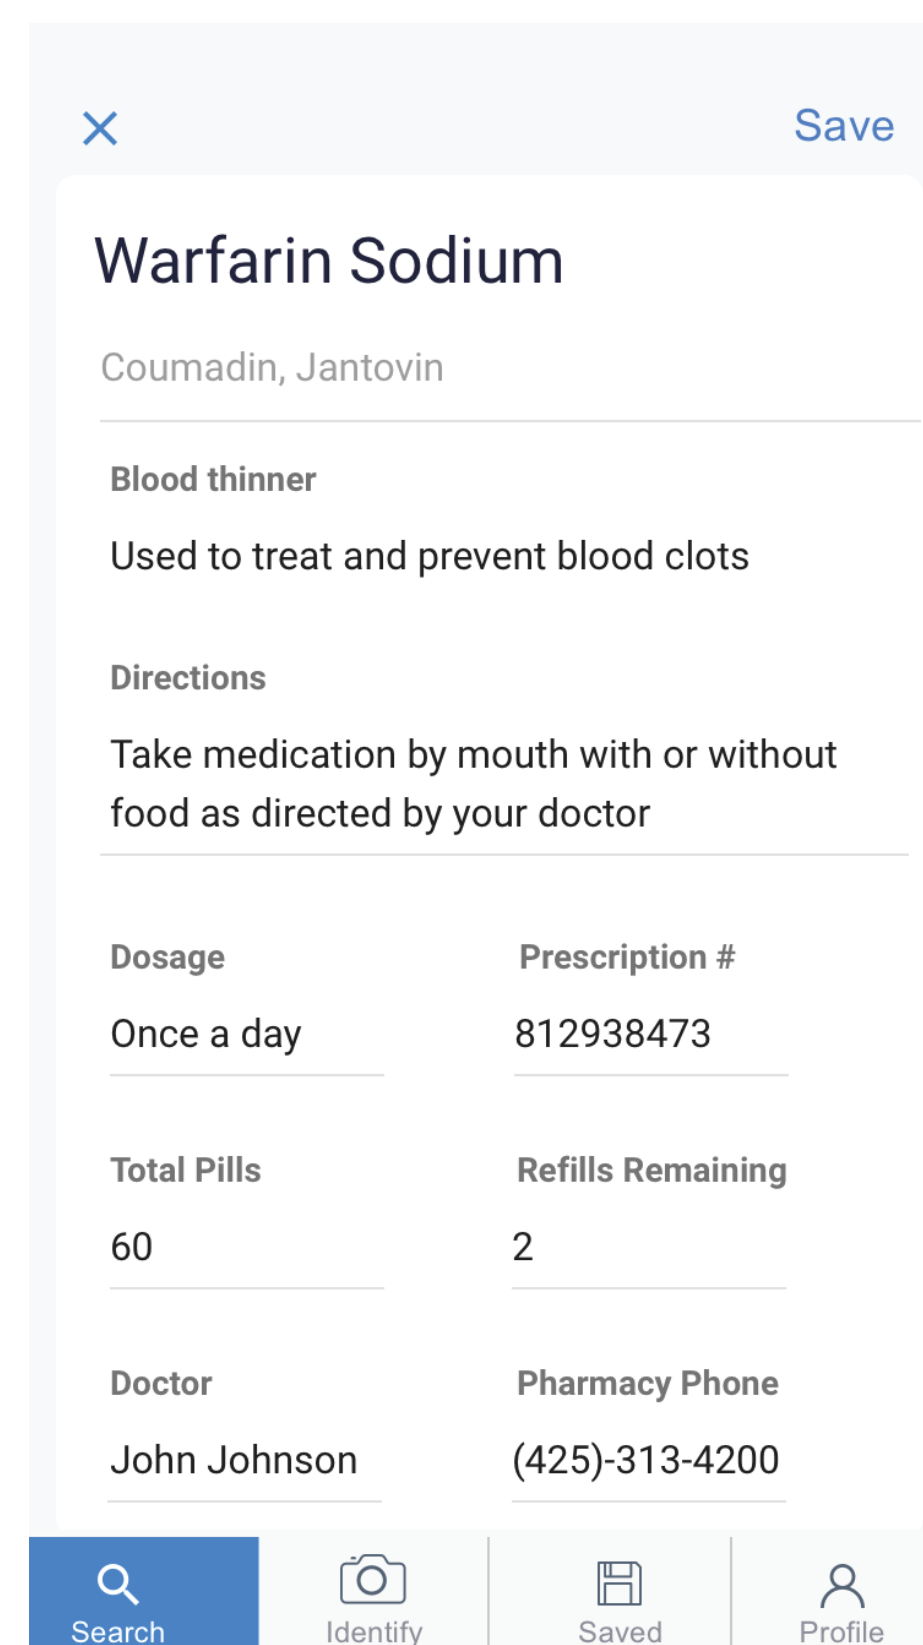 Save
Warfarin Sodium
Coumadin, Jantovin
Blood thinner
Used to treat and prevent blood clots
Directions
Take medication by mouth with or without
food as directed by your doctor
Dosage
Prescription #
Once a day
812938473
Total Pills
Refills Remaining
60
2
Doctor
Pharmacy Phone
John Johnson
(425)-313-4200
Search
Identify
Saved
Profile